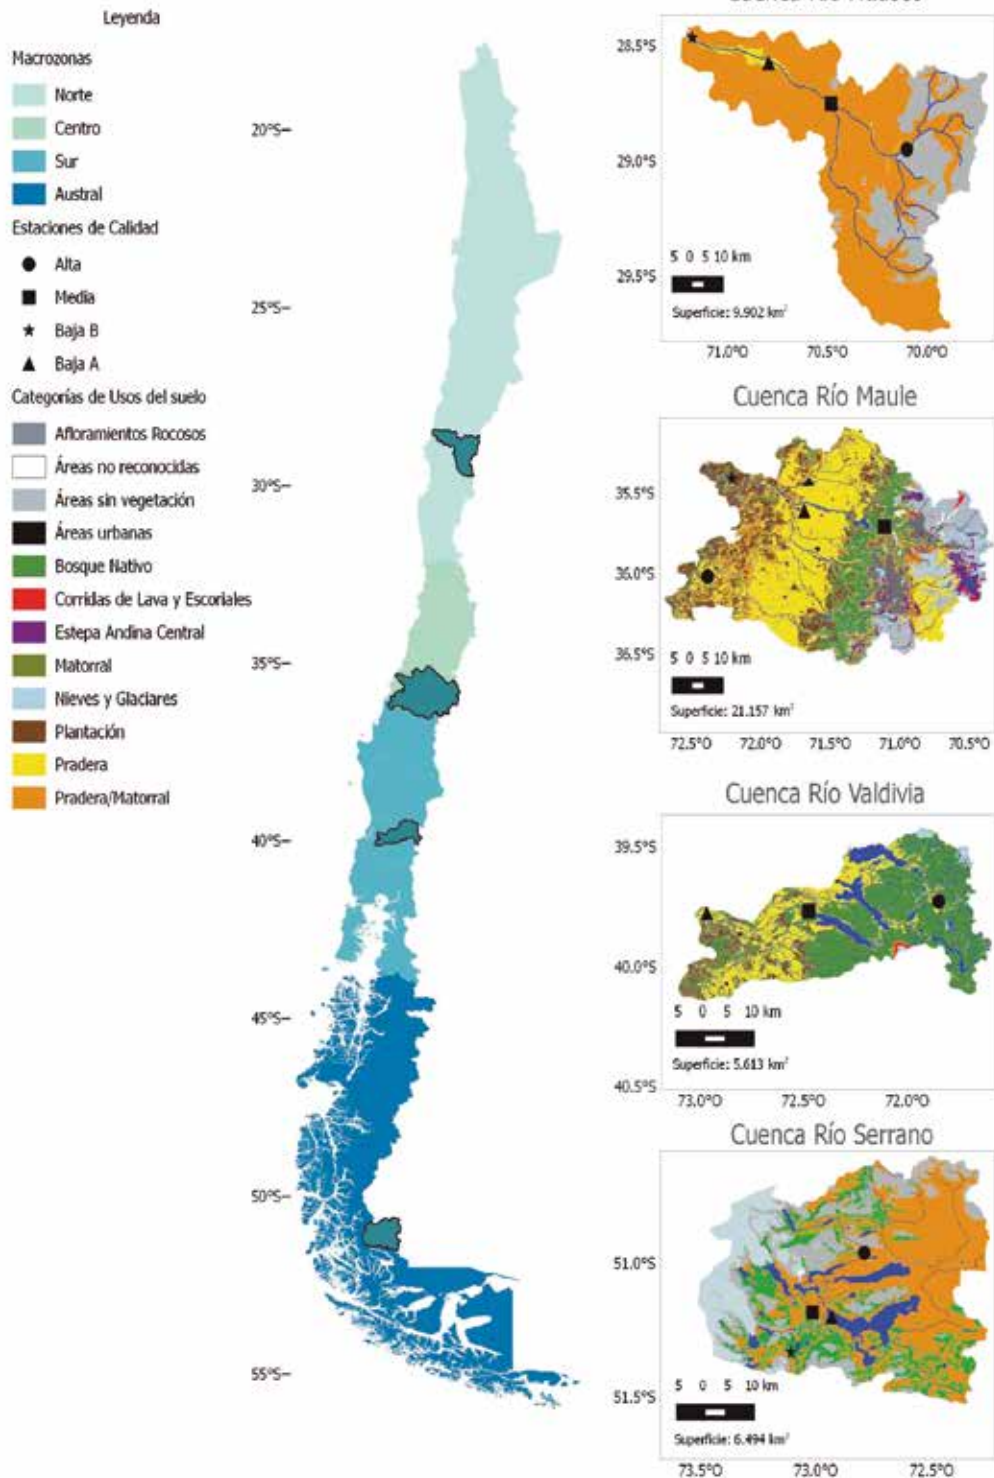 Leyenda
Macrozonas
Norte
Centro
Sur
Austral
Estaciones de Calidad
Alta
Media
Baja B
Baja A
Categorías de Usos del suelo
Afloramientos Rocosos
Áreas no reconocidas
Áreas sin vegetación
Áreas urbanas
Bosque Nativo
Corridas de Lava y Escoriales
Estepa Andina Central
Matorral
Nieves y Glaciares
Plantación
Pradera
Pradera/Matorral
20°S
25°S
30°S
35°S
40°S
45°S
50°S
55°S
28.5°S
29.0°S
29.5°S
5 0 5 10 km
Superficie: 9.902 km²
71.0°O 70.5°O 70.0°O
Cuenca Río Maule
35.5°S
36.0°S
36.5°S
5 0 5 10 km
Superficie: 21.157 km²
72.5°O 72.0°O 71.5°O 71.0°O 70.5°O
Cuenca Río Valdivia
39.5°S
40.0°S
40.5°S
5 0 5 10 km
Superficie: 5.613 km²
73.0°O 72.5°O 72.0°O
Cuenca Río Serrano
51.0°S
51.5°S
5 0 5 10 km
Superficie: 6.494 km²
73.5°O 73.0°O 72.5°O